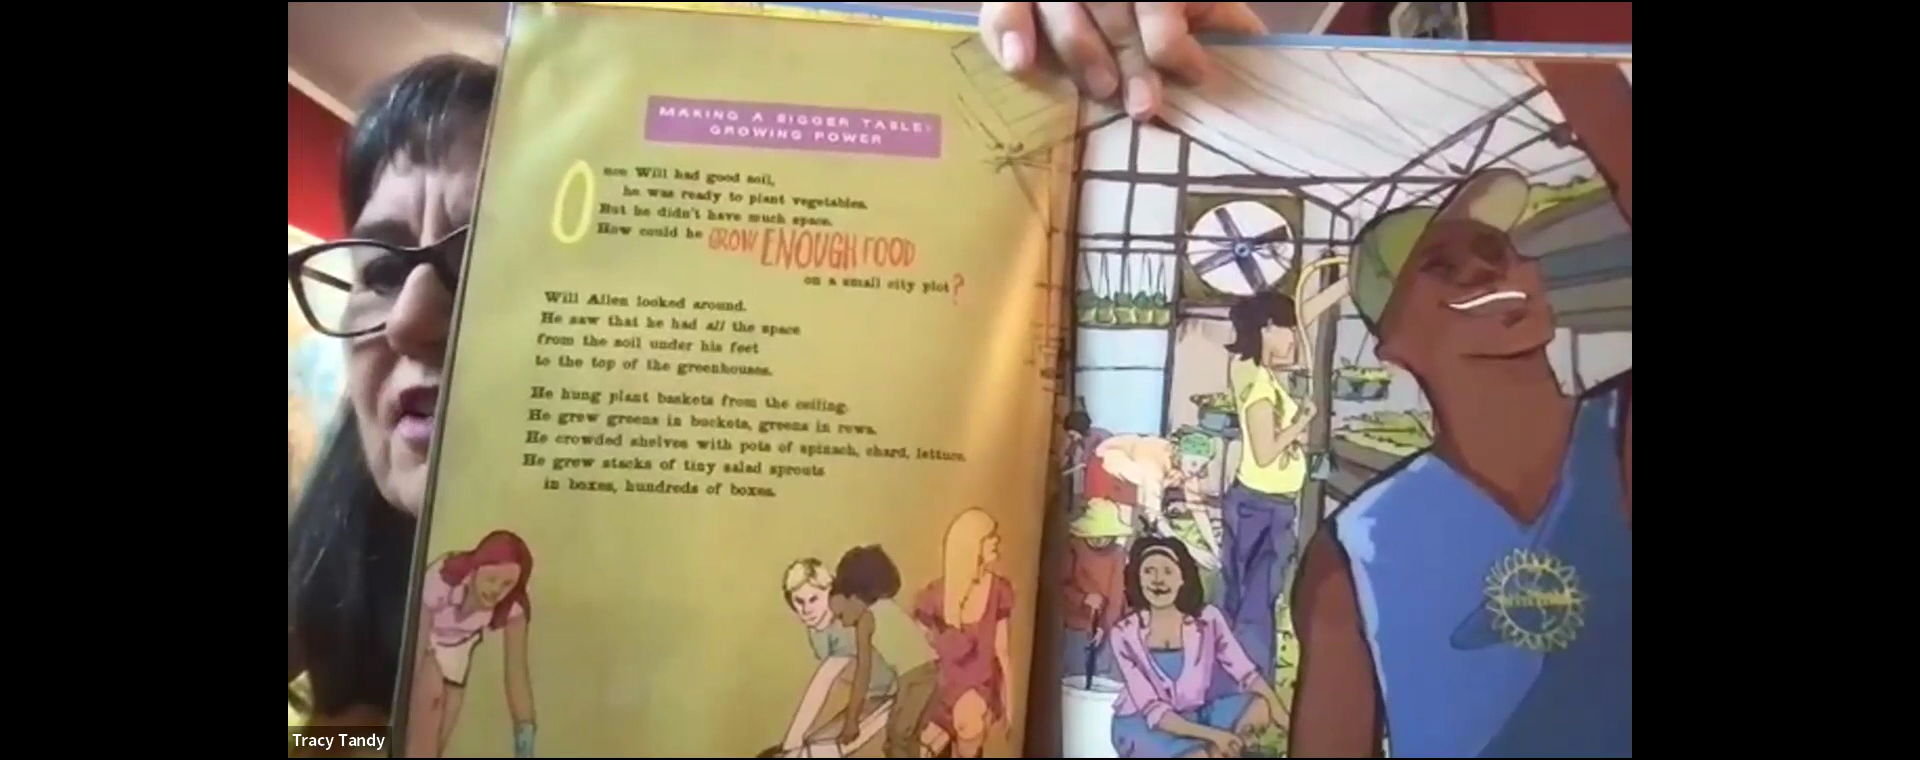 MAKING A BIGGER TABLE:
GROWING POWER
Once Will had good soil,
he was ready to plant vegetables.
But he didn't have much space.
How could he GROW ENOUGH FOOD
on a small city plot?
Will Allen looked around.
He saw that he had all the space
from the soil under his feet
to the top of the greenhouses.
He hung plant baskets from the ceiling.
He grew greens in buckets, greens in rows.
He crowded shelves with pots of spinach, chard, lettuce.
He grew stacks of tiny salad sprouts
in boxes, hundreds of boxes.
Tracy Tandy